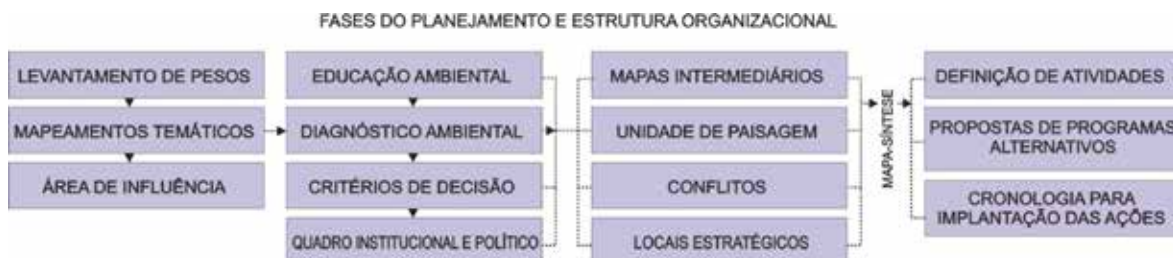 FASES DO PLANEJAMENTO E ESTRUTURA ORGANIZACIONAL
LEVANTAMENTO DE PESOS
MAPEAMENTOS TEMÁTICOS
ÁREA DE INFLUÊNCIA
EDUCAÇÃO AMBIENTAL
DIAGNÓSTICO AMBIENTAL
CRITÉRIOS DE DECISÃO
QUADRO INSTITUCIONAL E POLÍTICO
MAPAS INTERMEDIÁRIOS
UNIDADE DE PAISAGEM
CONFLITOS
LOCAIS ESTRATÉGICOS
MAPA-SÍNTESE
DEFINIÇÃO DE ATIVIDADES
PROPOSTAS DE PROGRAMAS
ALTERNATIVOS
CRONOLOGIA PARA
IMPLANTAÇÃO DAS AÇÕES